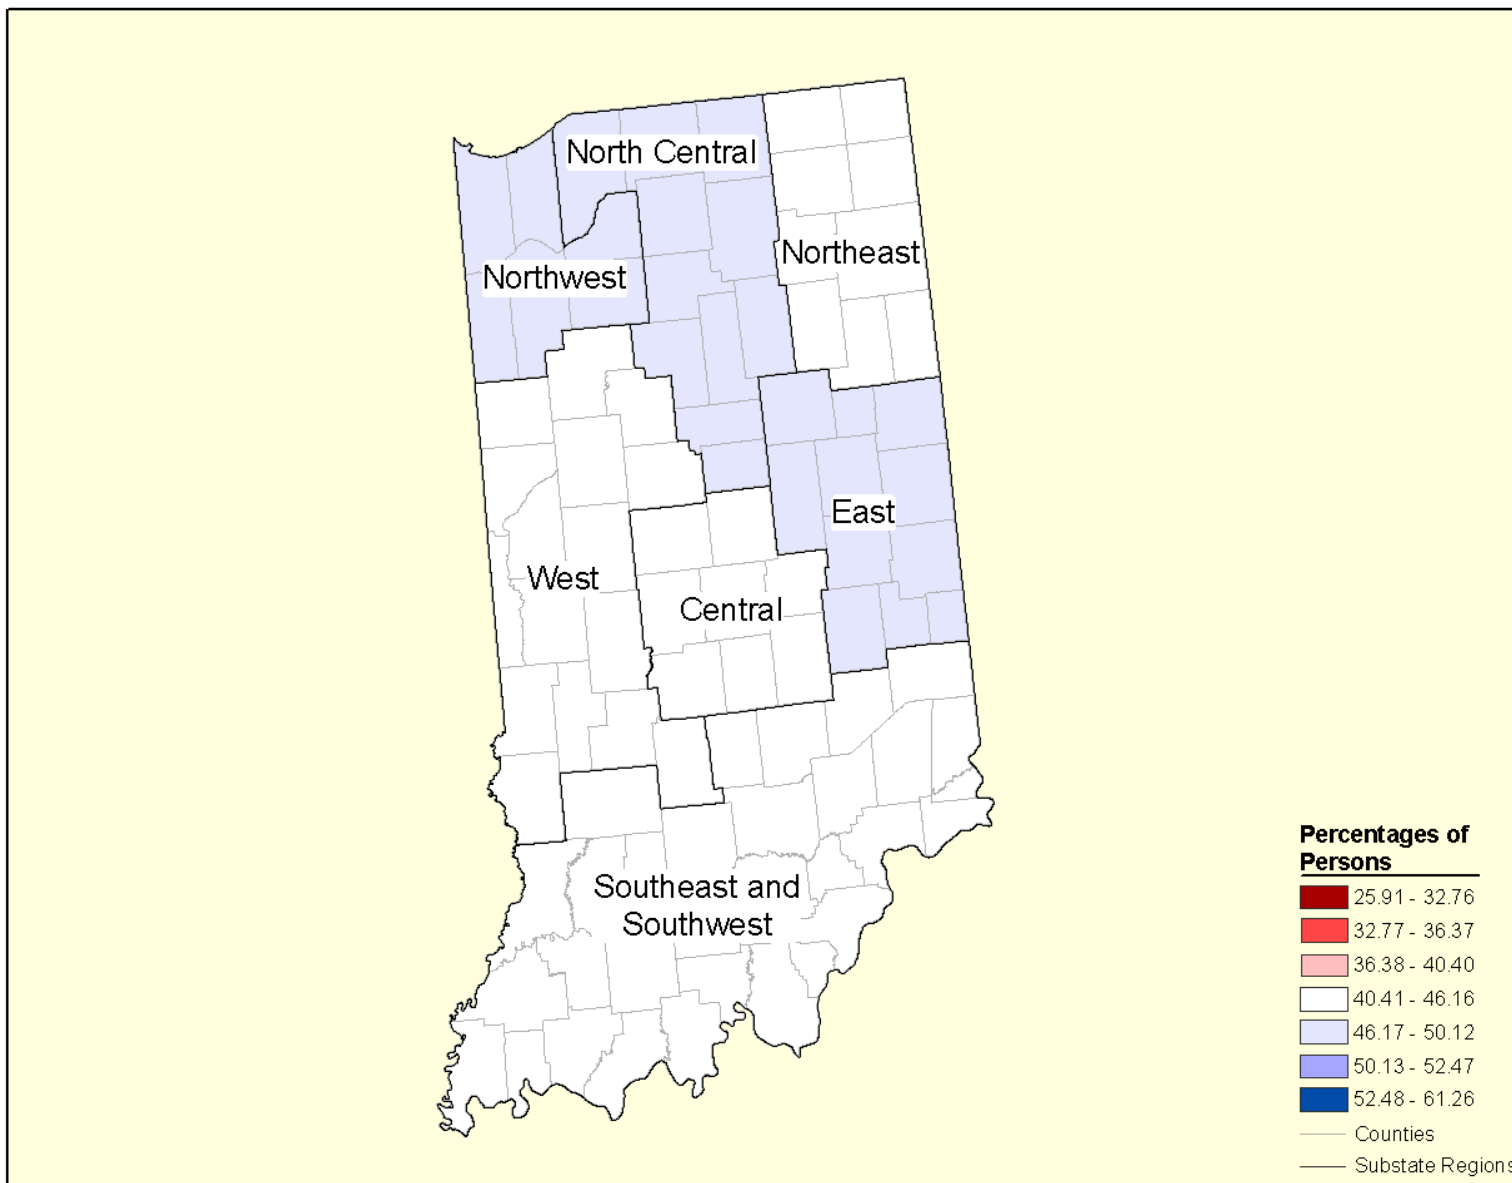 North Central
Northeast
Northwest
East
West
Central
Southeast and
Southwest
Percentages of
Persons
25.91 - 32.76
32.77 - 36.37
36.38 - 40.40
40.41 - 46.16
46.17 - 50.12
50.13 - 52.47
52.48 - 61.26
Counties
Substate Regions